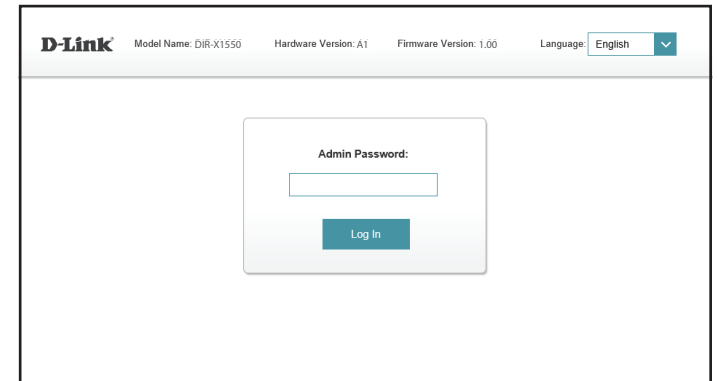 D-Link Model Name: DIR-X1550 Hardware Version: A1 Firmware Version: 1.00 Language: English
Admin Password:
Log In